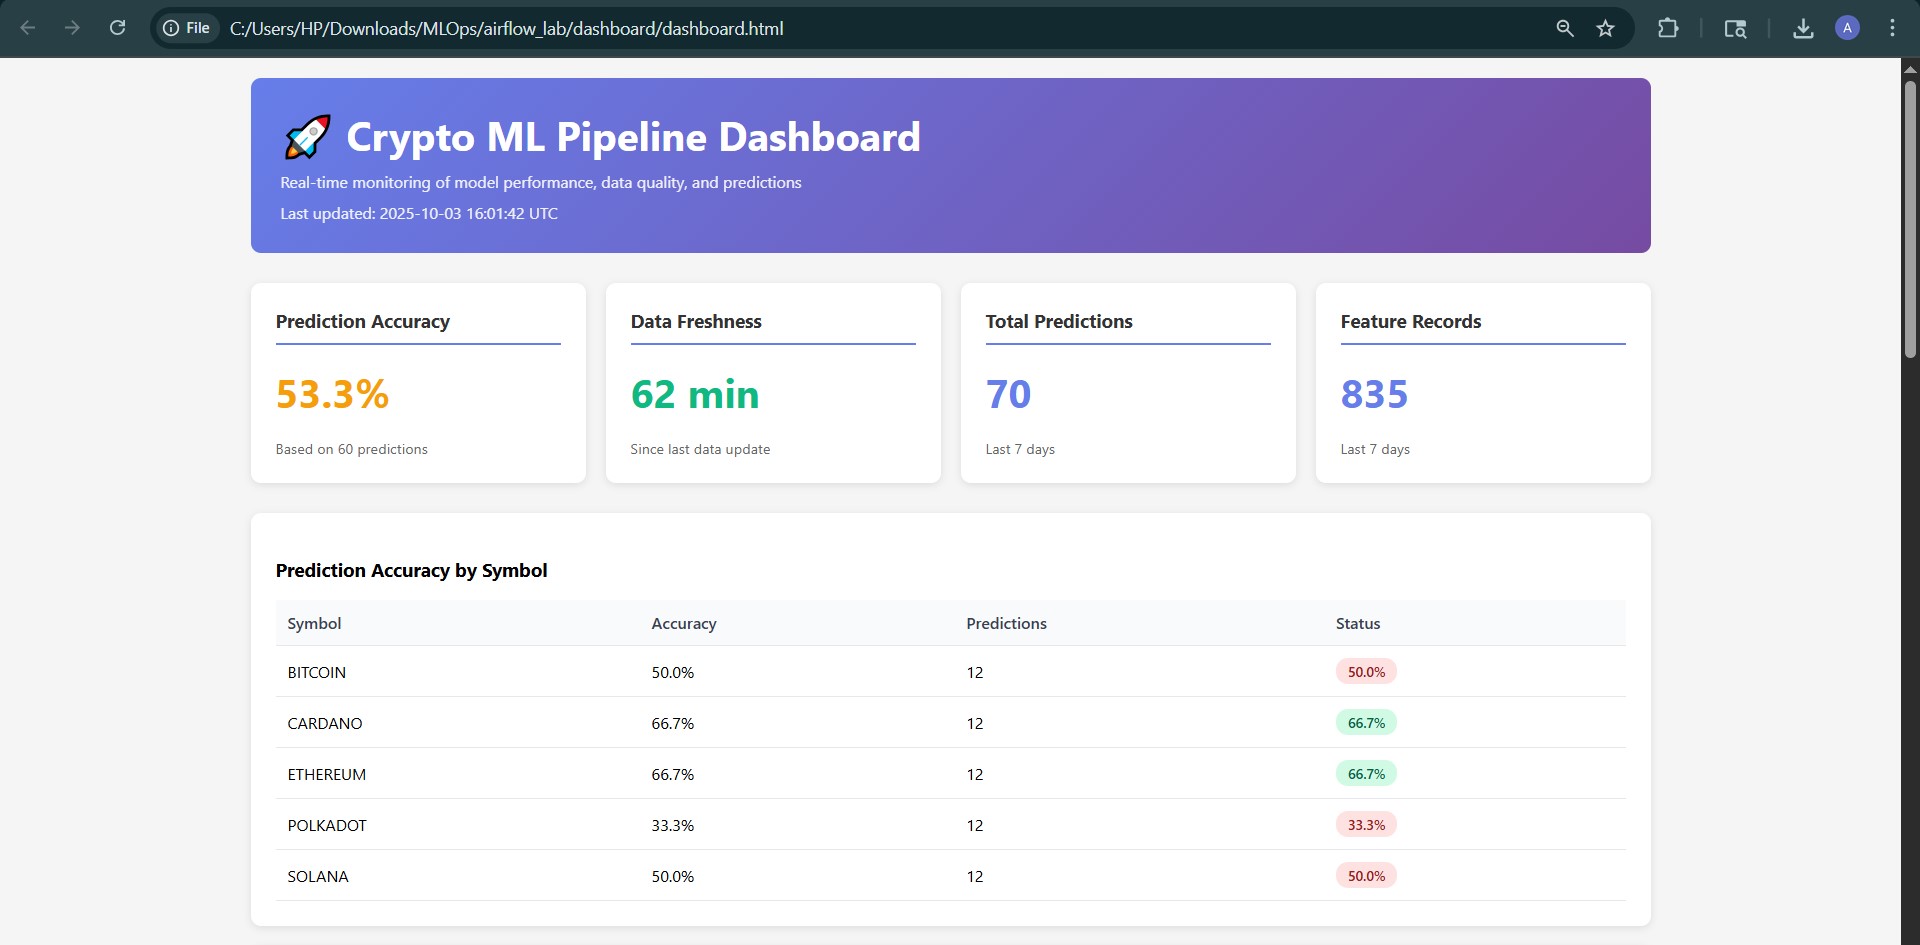 File C:/Users/HP/Downloads/MLOps/airflow_lab/dashboard/dashboard.html A
Crypto ML Pipeline Dashboard
Real-time monitoring of model performance, data quality, and predictions
Last updated: 2025-10-03 16:01:42 UTC
Prediction Accuracy
53.3%
Based on 60 predictions
Data Freshness
62 min
Since last data update
Total Predictions
70
Last 7 days
Feature Records
835
Last 7 days
Prediction Accuracy by Symbol
Symbol Accuracy Predictions Status
BITCOIN 50.0% 12 50.0%
CARDANO 66.7% 12 66.7%
ETHEREUM 66.7% 12 66.7%
POLKADOT 33.3% 12 33.3%
SOLANA 50.0% 12 50.0%